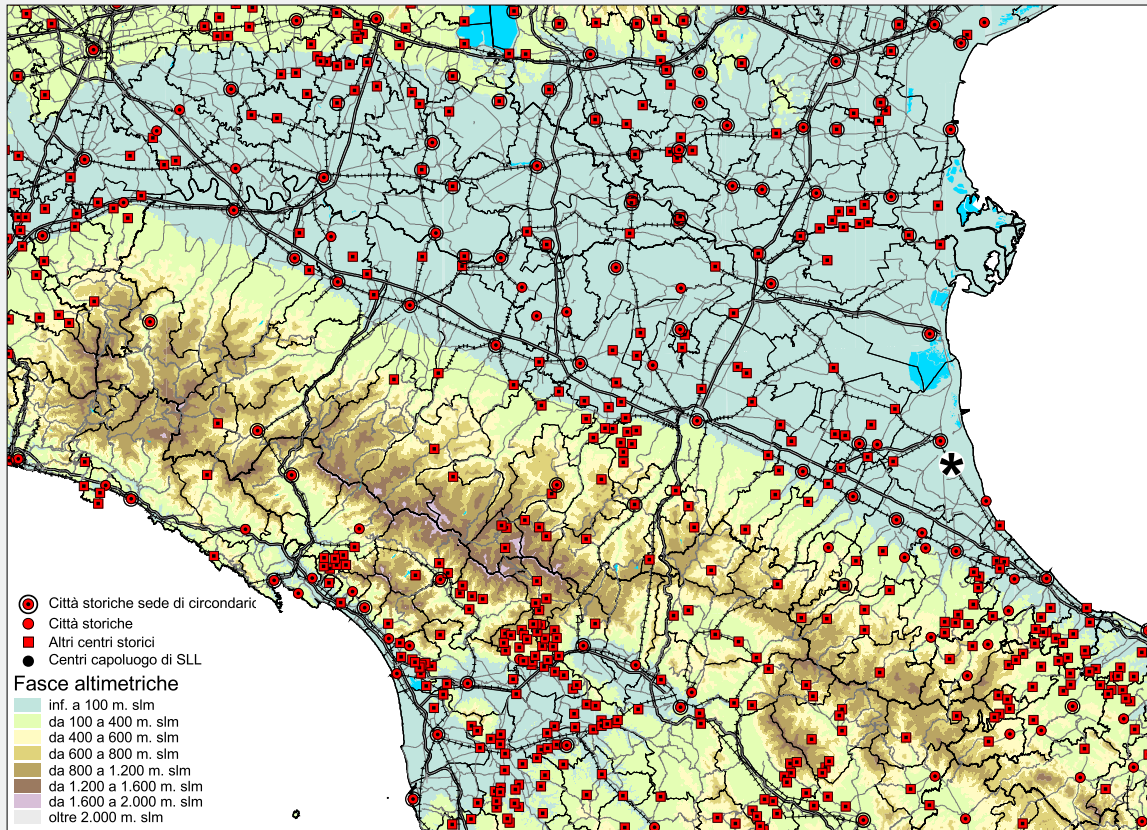 Città storiche sede di circondaric
Città storiche
Altri centri storici
Centri capoluogo di SLL
Fasce altimetriche
inf. a 100 m. slm
da 100 a 400 m. slm
da 400 a 600 m. slm
da 600 a 800 m. slm
da 800 a 1.200 m. slm
da 1.200 a 1.600 m. slm
da 1.600 a 2.000 m. slm
oltre 2.000 m. slm
*